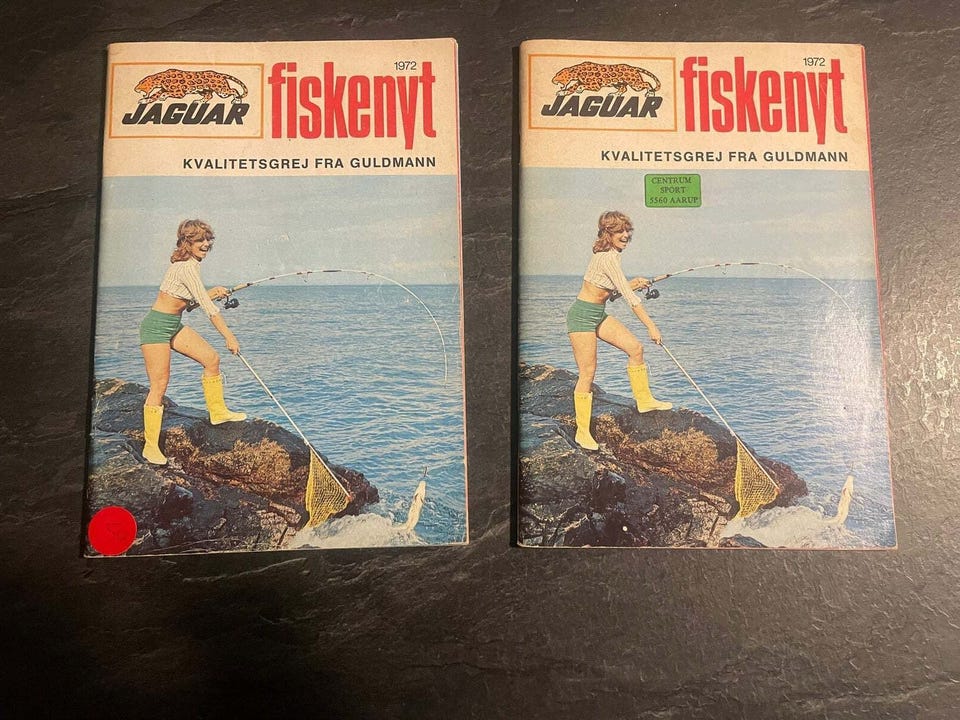 1972
JAGUAR
fiskenyt
KVALITETSGREJ FRA GULDMANN
1972
JAGUAR
fiskenyt
KVALITETSGREJ FRA GULDMANN
CENTRUM
SPORT
5560 AARUP